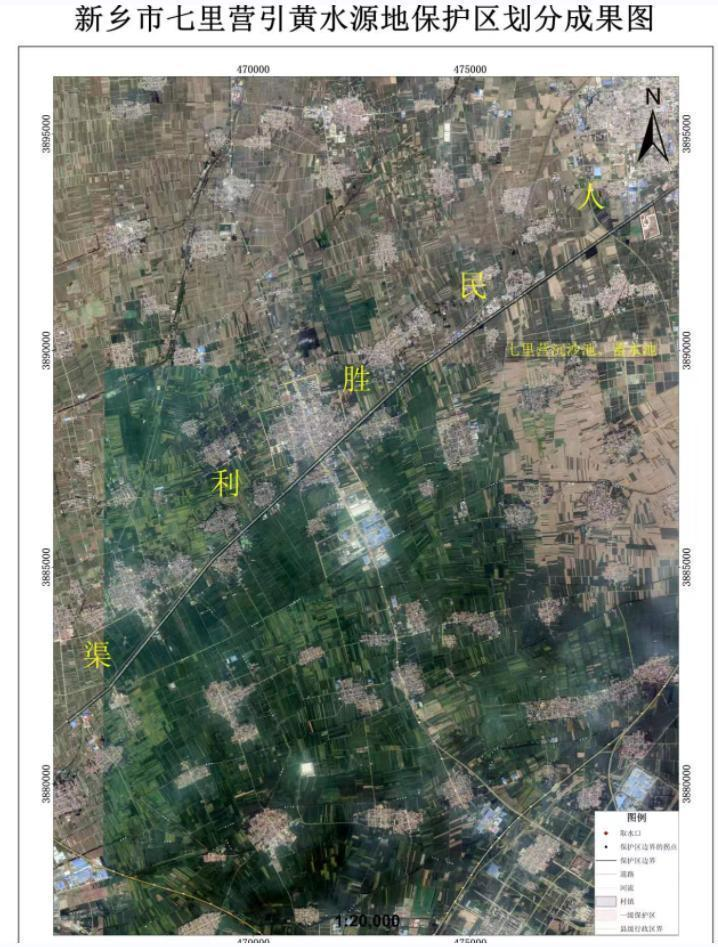 新乡市七里营引黄水源地保护区划分成果图
470000
475000
N
3895000
3895000
人
民
3890000
七里营沉沙池、蓄水池
3890000
胜
利
3885000
3885000
渠
3880000
3880000
图例
取水口
保护区边界的拐点
保护区边界
道路
河流
村镇
一级保护区
县级行政区界
1:20,000
470000
475000